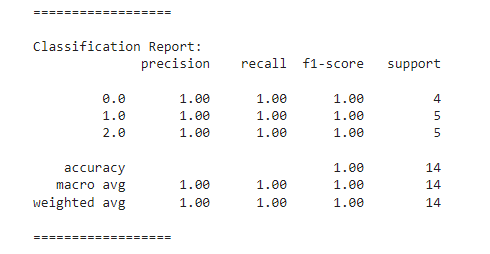 ==================
Classification Report:
precision recall f1-score support
0.0 1.00 1.00 1.00 4
1.0 1.00 1.00 1.00 5
2.0 1.00 1.00 1.00 5
accuracy 1.00 14
macro avg 1.00 1.00 1.00 14
weighted avg 1.00 1.00 1.00 14
==================